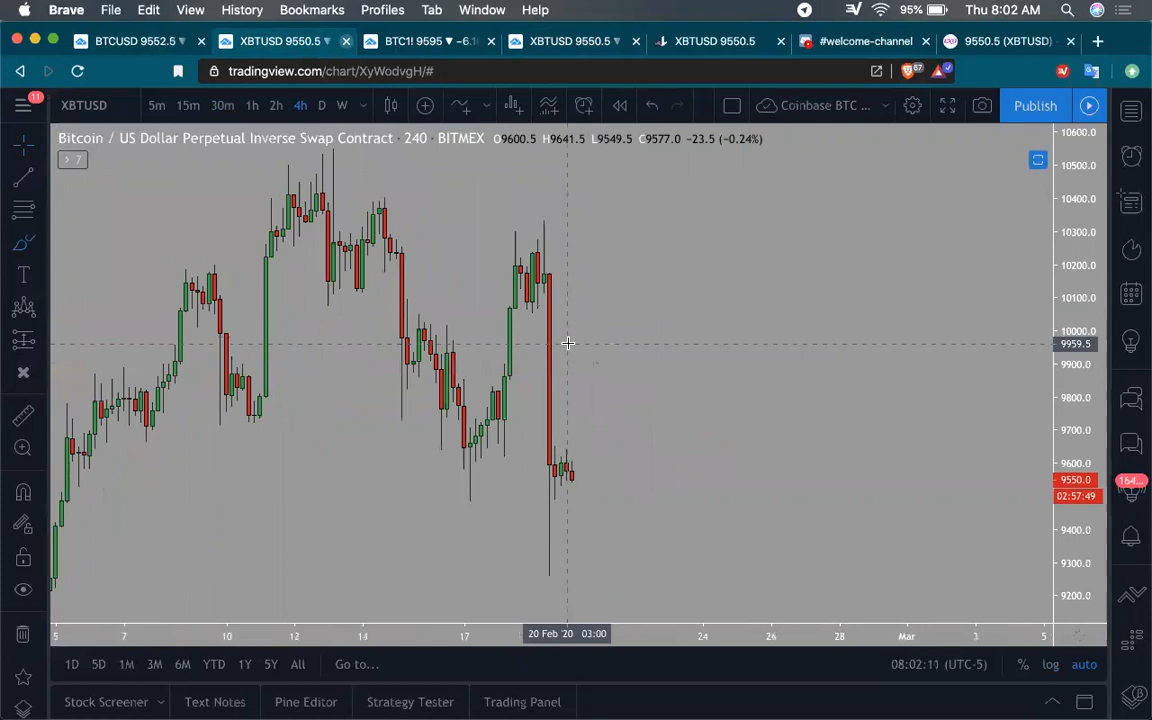 Brave File Edit View History Bookmarks Profiles Tab Window Help 95% Thu 8:02 AM
BTCUSD 9552.5 ▼ XBTUSD 9550.5 ▼ BTC1! 9595 ▼ −6.1 XBTUSD 9550.5 ▼ XBTUSD 9550.5 #welcome-channel 9550.5 (XBTUSD)
tradingview.com/chart/XyWodvgH/# 67
11 XBTUSD 5m 15m 30m 1h 2h 4h D W Coinbase BTC ... Publish
Bitcoin / US Dollar Perpetual Inverse Swap Contract · 240 · BITMEX O9600.5 H9641.5 L9549.5 C9577.0 −23.5 (−0.24%)
7
10600.0
10500.0
10400.0
10300.0
10200.0
10100.0
10000.0
9959.5
9900.0
9800.0
9700.0
9600.0
9550.0
02:57:49
9400.0
9300.0
9200.0
164
5 7 10 12 14 17 20 Feb '20 03:00 24 26 28 Mar 3 5
1D 5D 1M 3M 6M YTD 1Y 5Y All Go to... 08:02:11 (UTC-5) % log auto
Stock Screener Text Notes Pine Editor Strategy Tester Trading Panel